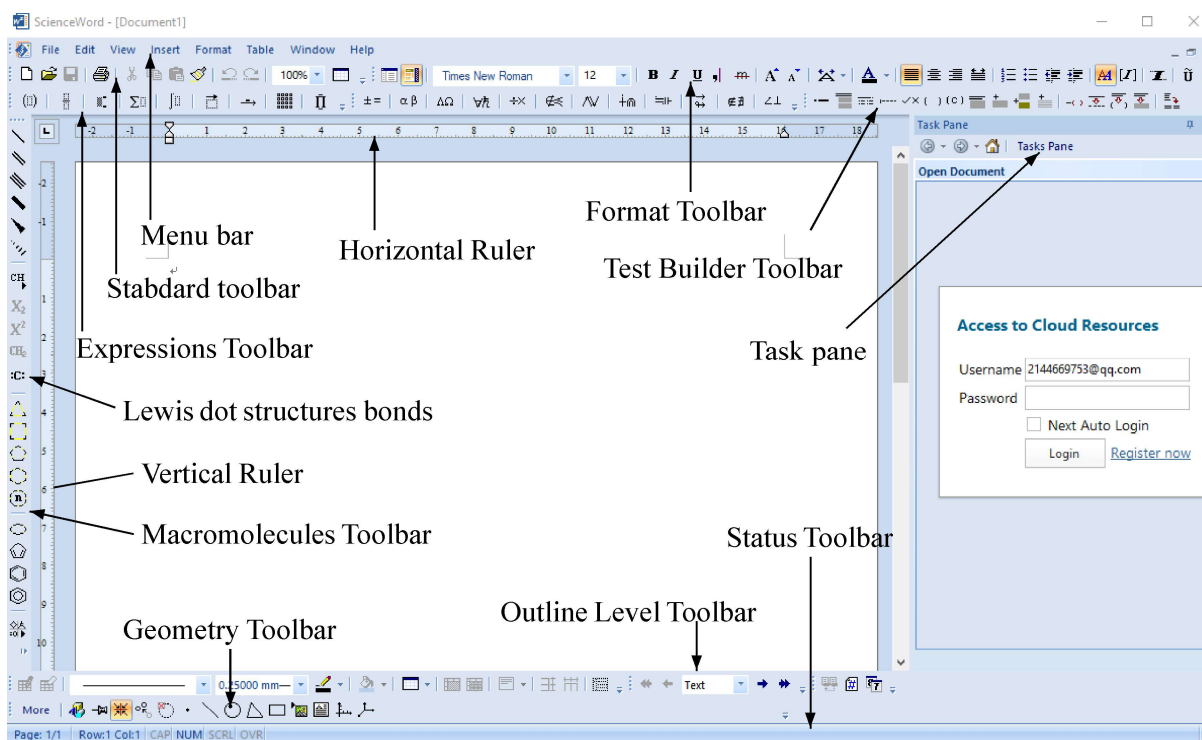 ScienceWord - [Document1]
File Edit View Insert Format Table Window Help
100% Times New Roman 12 B I U
Task Pane
Tasks Pane
Open Document
Menu bar
Horizontal Ruler
Format Toolbar
Test Builder Toolbar
Stabdard toolbar
Expressions Toolbar
Task pane
Access to Cloud Resources
Username 2144669753@qq.com
Password
Next Auto Login
Login Register now
Lewis dot structures bonds
Vertical Ruler
Macromolecules Toolbar
Status Toolbar
Outline Level Toolbar
Geometry Toolbar
0.25000 mm Text
More
Page: 1/1 Row:1 Col:1 CAP NUM SCRL OVR